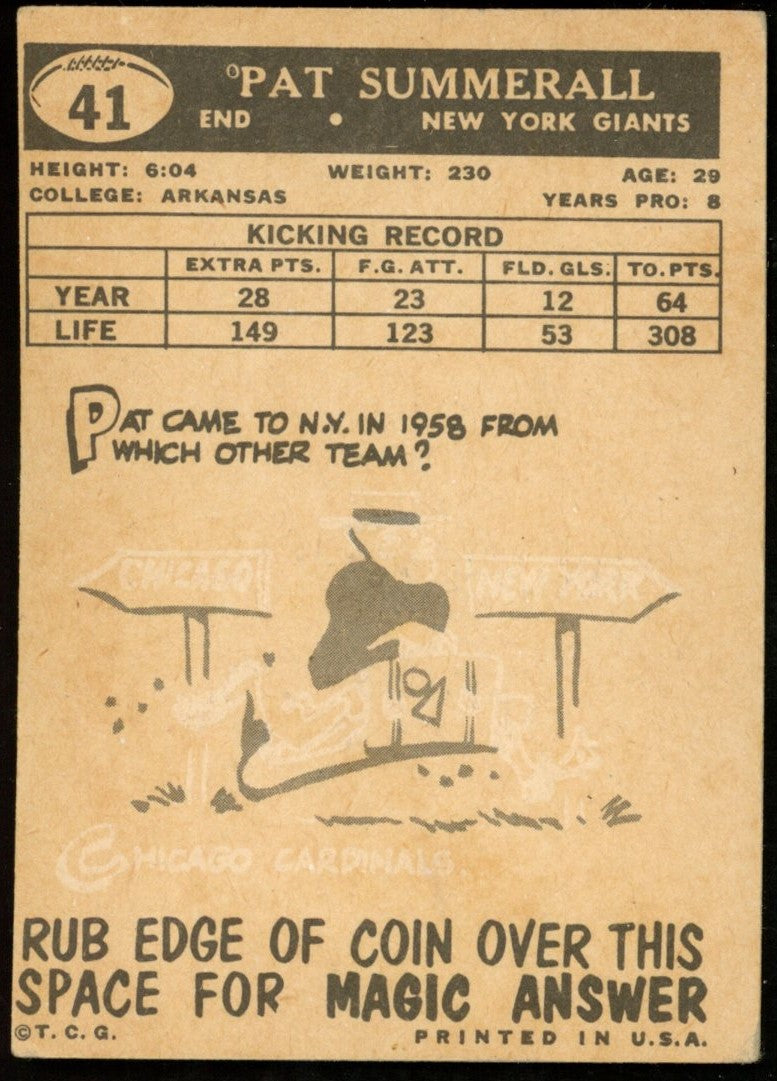 41
PAT SUMMERALL
END • NEW YORK GIANTS
HEIGHT: 6:04 WEIGHT: 230 AGE: 29
COLLEGE: ARKANSAS YEARS PRO: 8
KICKING RECORD
EXTRA PTS. F.G. ATT. FLD. GLS. TO. PTS.
YEAR 28 23 12 64
LIFE 149 123 53 308
PAT CAME TO N.Y. IN 1958 FROM
WHICH OTHER TEAM?
CHICAGO NEW YORK
CHICAGO CARDINALS
RUB EDGE OF COIN OVER THIS
SPACE FOR MAGIC ANSWER
©T. C. G. PRINTED IN U.S.A.